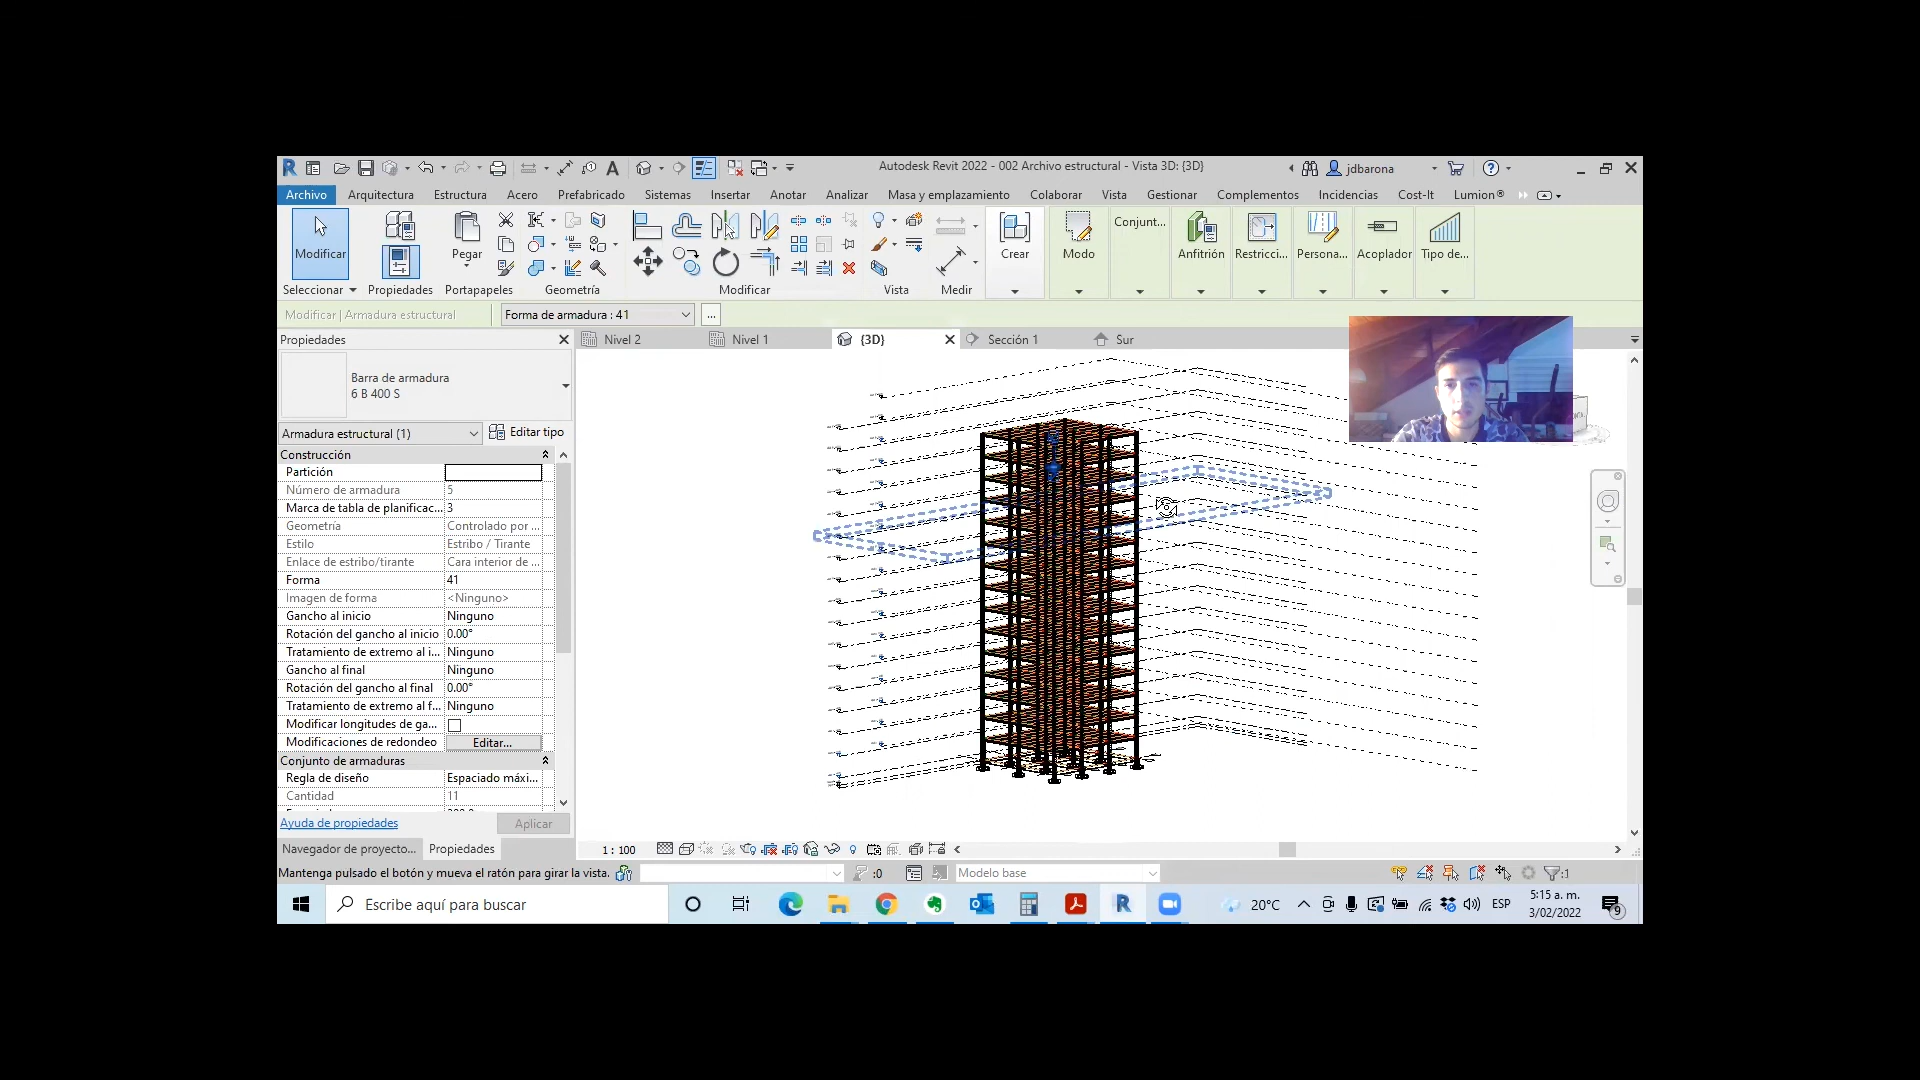 Autodesk Revit 2022 - 002 Archivo estructural - Vista 3D: {3D}
jdbarona
Archivo Arquitectura Estructura Acero Prefabricado Sistemas Insertar Anotar Analizar Masa y emplazamiento Colaborar Vista Gestionar Complementos Incidencias Cost-It Lumion®
Modificar Pegar Crear Modo Conjunt... Anfitrión Restricci... Persona... Acoplador Tipo de...
Seleccionar Propiedades Portapapeles Geometría Modificar Vista Medir
Modificar | Armadura estructural Forma de armadura : 41 ...
Propiedades
Nivel 2 Nivel 1 {3D} Sección 1 Sur
Barra de armadura
6 B 400 S
Armadura estructural (1) Editar tipo
Construcción
Partición
Número de armadura 5
Marca de tabla de planificac... 3
Geometría Controlado por ...
Estilo Estribo / Tirante
Enlace de estribo/tirante Cara interior de ...
Forma 41
Imagen de forma <Ninguno>
Gancho al inicio Ninguno
Rotación del gancho al inicio 0.00°
Tratamiento de extremo al i... Ninguno
Gancho al final Ninguno
Rotación del gancho al final 0.00°
Tratamiento de extremo al f... Ninguno
Modificar longitudes de ga...
Modificaciones de redondeo Editar...
Conjunto de armaduras
Regla de diseño Espaciado máxi...
Cantidad 11
Ayuda de propiedades Aplicar
Navegador de proyecto... Propiedades
1 : 100
Mantenga pulsado el botón y mueva el ratón para girar la vista. :0 Modelo base :1
Escribe aquí para buscar
20°C ESP
5:15 a. m.
3/02/2022
9